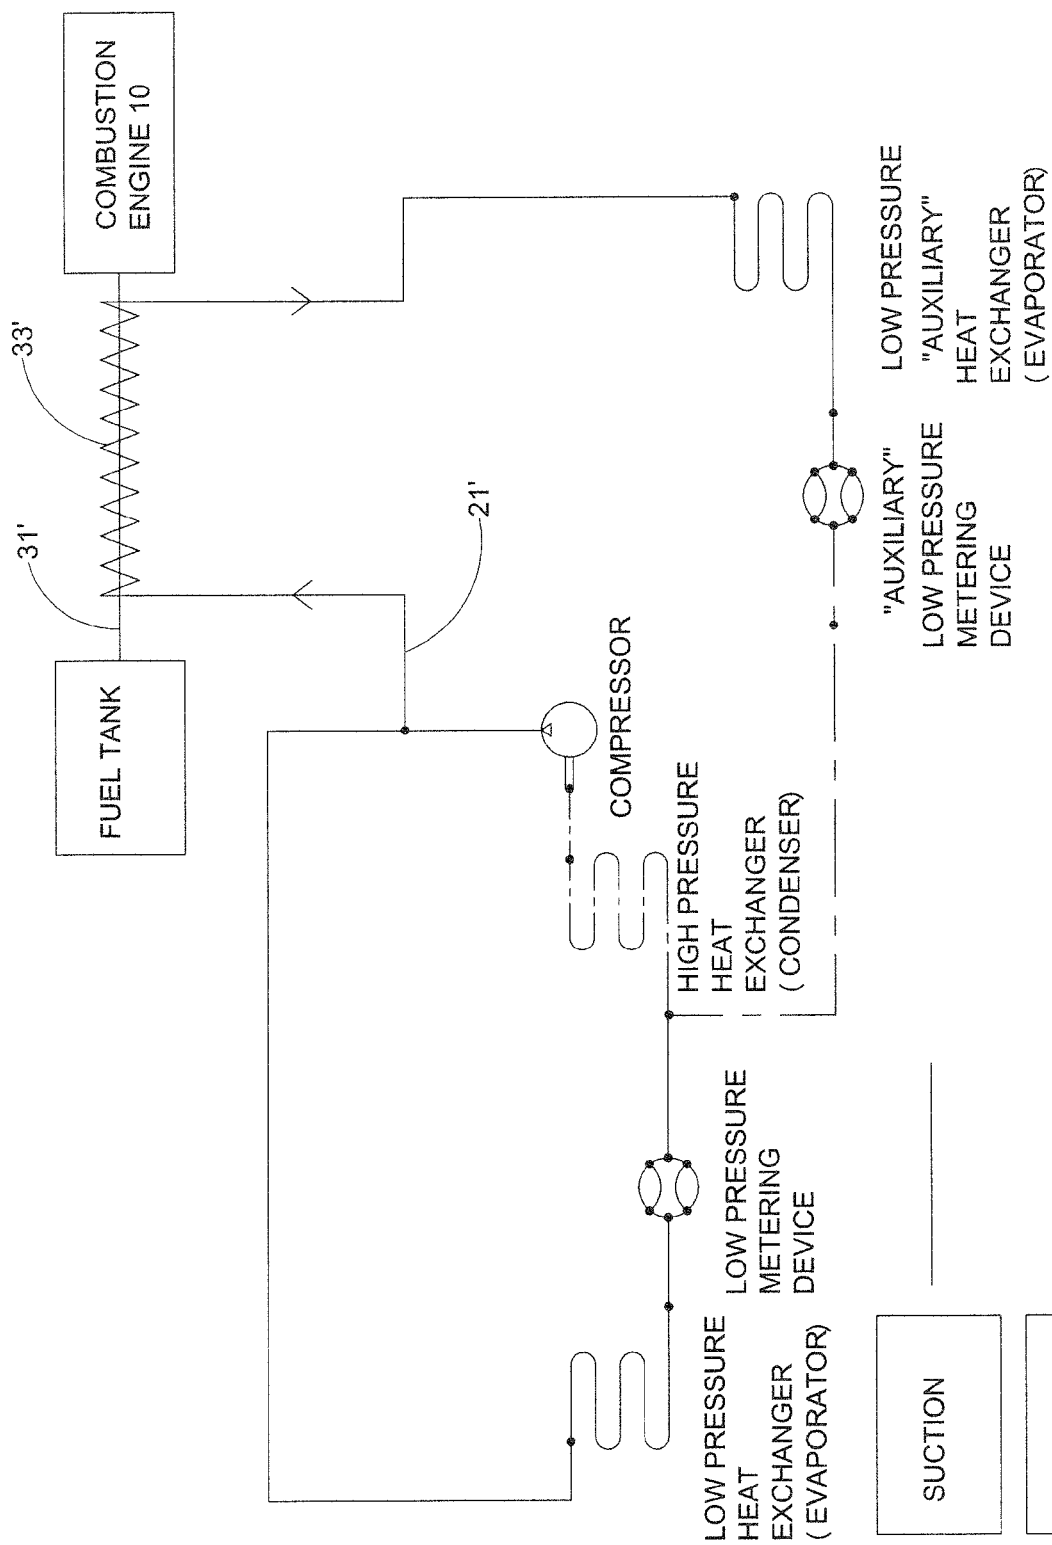 COMBUSTION
ENGINE 10
33'
31'
FUEL TANK
21'
LOW PRESSURE
"AUXILIARY"
HEAT
EXCHANGER
( EVAPORATOR)
"AUXILIARY"
LOW PRESSURE
METERING
DEVICE
COMPRESSOR
HIGH PRESSURE
HEAT
EXCHANGER
( CONDENSER)
LOW PRESSURE
METERING
DEVICE
LOW PRESSURE
HEAT
EXCHANGER
( EVAPORATOR)
SUCTION